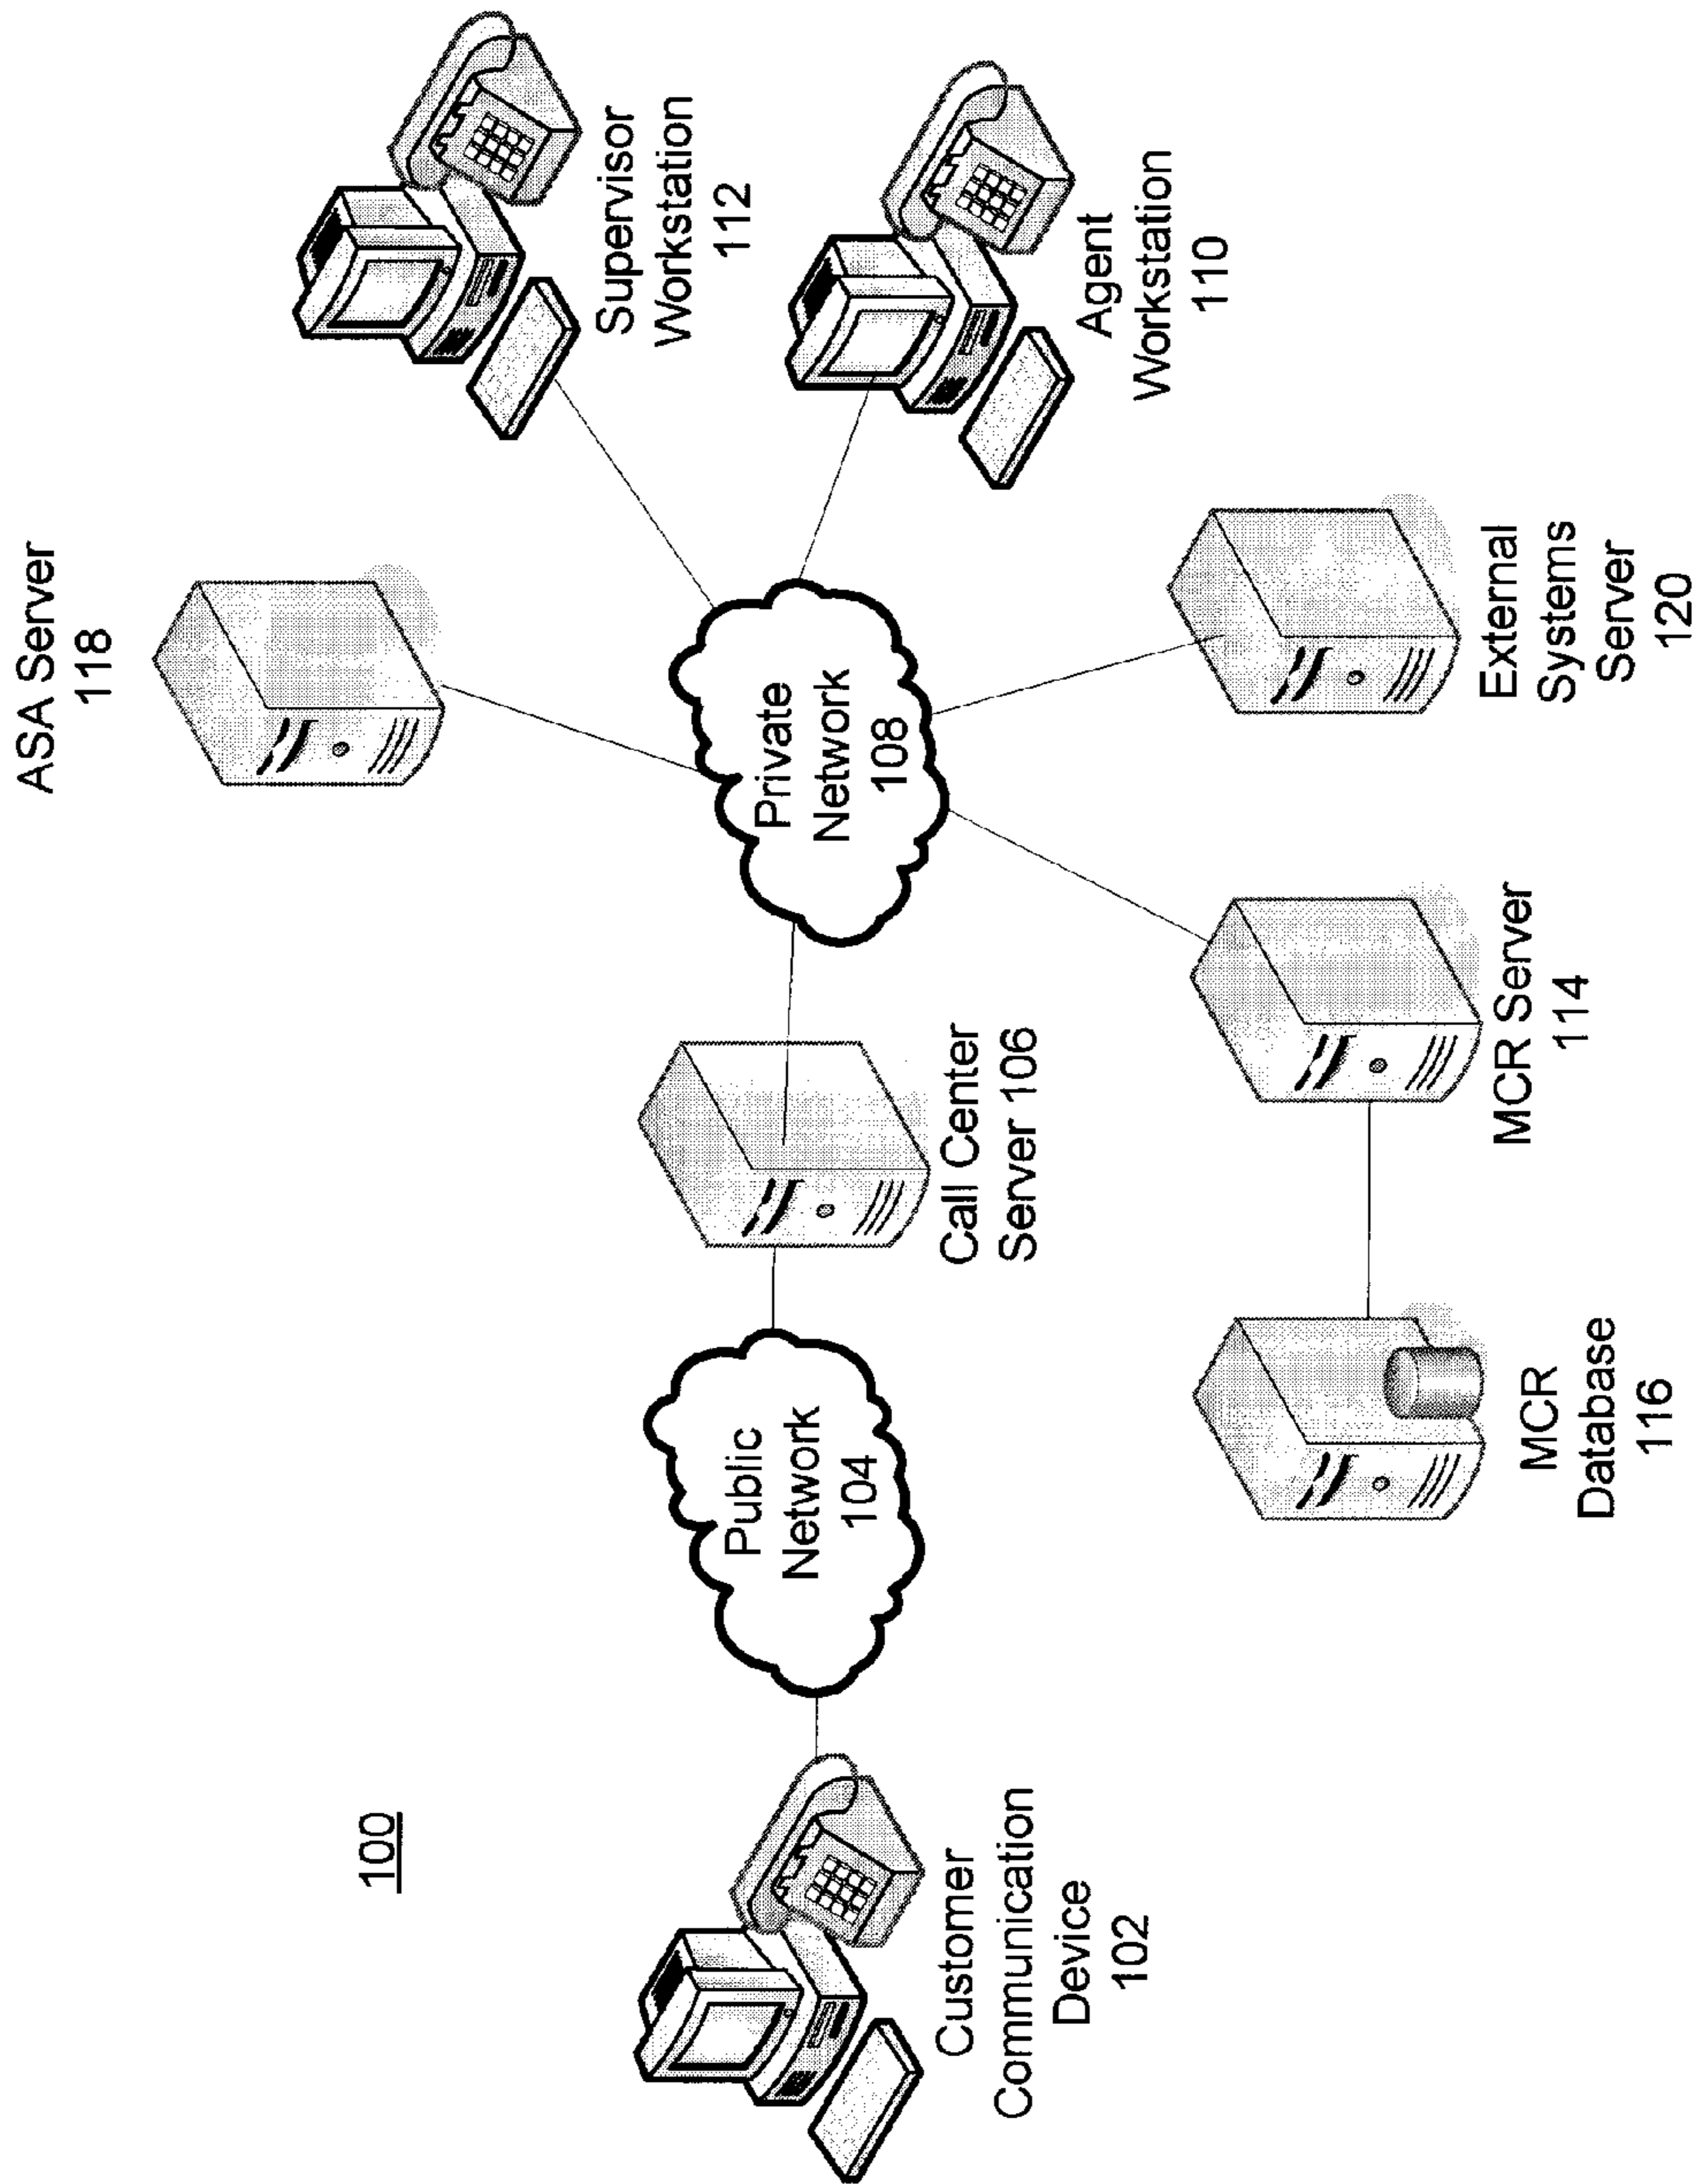 100
ASA Server
118
Supervisor
Workstation
112
Customer
Communication
Device
102
Public
Network
104
Call Center
Server 106
Private
Network
108
Agent
Workstation
110
MCR
Database
116
MCR Server
114
External
Systems
Server
120